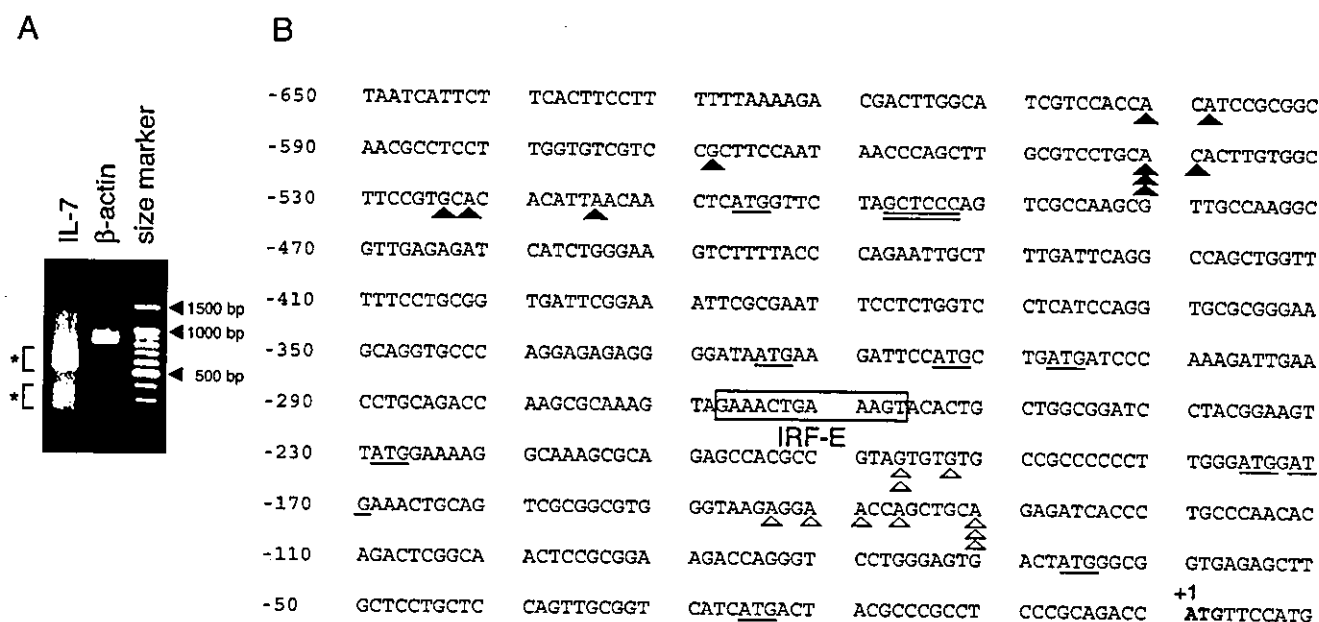 A
B
IL-7
β-actin
size marker
1500 bp
1000 bp
500 bp
*
*
-650 TAATCATTCT TCACTTCCTT TTTTAAAAGA CGACTTGGCA TCGTCCACCA CATCCGCGGC
-590 AACGCCTCCT TGGTGTCGTC CGCTTCCAAT AACCCAGCTT GCGTCCTGCA CACTTGTGGC
-530 TTCCGTGCAC ACATTAACAA CTCATGGTTC TAGCTCCCAG TCGCCAAGCG TTGCCAAGGC
-470 GTTGAGAGAT CATCTGGGAA GTCTTTTACC CAGAATTGCT TTGATTCAGG CCAGCTGGTT
-410 TTTCCTGCGG TGATTCGGAA ATTCGCGAAT TCCTCTGGTC CTCATCCAGG TGCGCGGGAA
-350 GCAGGTGCCC AGGAGAGAGG GGATAATGAA GATTCCATGC TGATGATCCC AAAGATTGAA
-290 CCTGCAGACC AAGCGCAAAG TAGAAACTGA AAGTACACTG CTGGCGGATC CTACGGAAGT
IRF-E
-230 TATGGAAAAG GCAAAGCGCA GAGCCACGCC GTAGTGTGTG CCGCCCCCCT TGGGATGGAT
-170 GAAACTGCAG TCGCGGCGTG GGTAAGAGGA ACCAGCTGCA GAGATCACCC TGCCCAACAC
-110 AGACTCGGCA ACTCCGCGGA AGACCAGGGT CCTGGGAGTG ACTATGGGCG GTGAGAGCTT
+1
-50 GCTCCTGCTC CAGTTGCGGT CATCATGACT ACGCCCGCCT CCCGCAGACC ATGTTCCATG